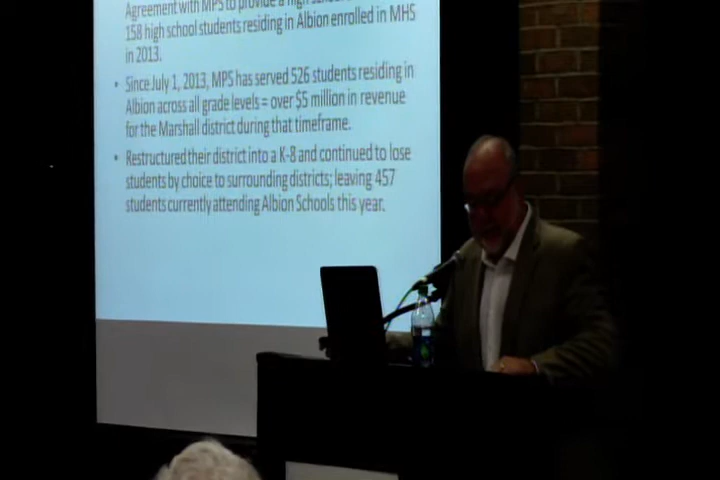 Agreement with MPS to provide a high
158 high school students residing in Albion enrolled in MHS
in 2013.
• Since July 1, 2013, MPS has served 526 students residing in
Albion across all grade levels = over $5 million in revenue
for the Marshall district during that timeframe.
• Restructured their district into a K-8 and continued to lose
students by choice to surrounding districts; leaving 457
students currently attending Albion Schools this year.